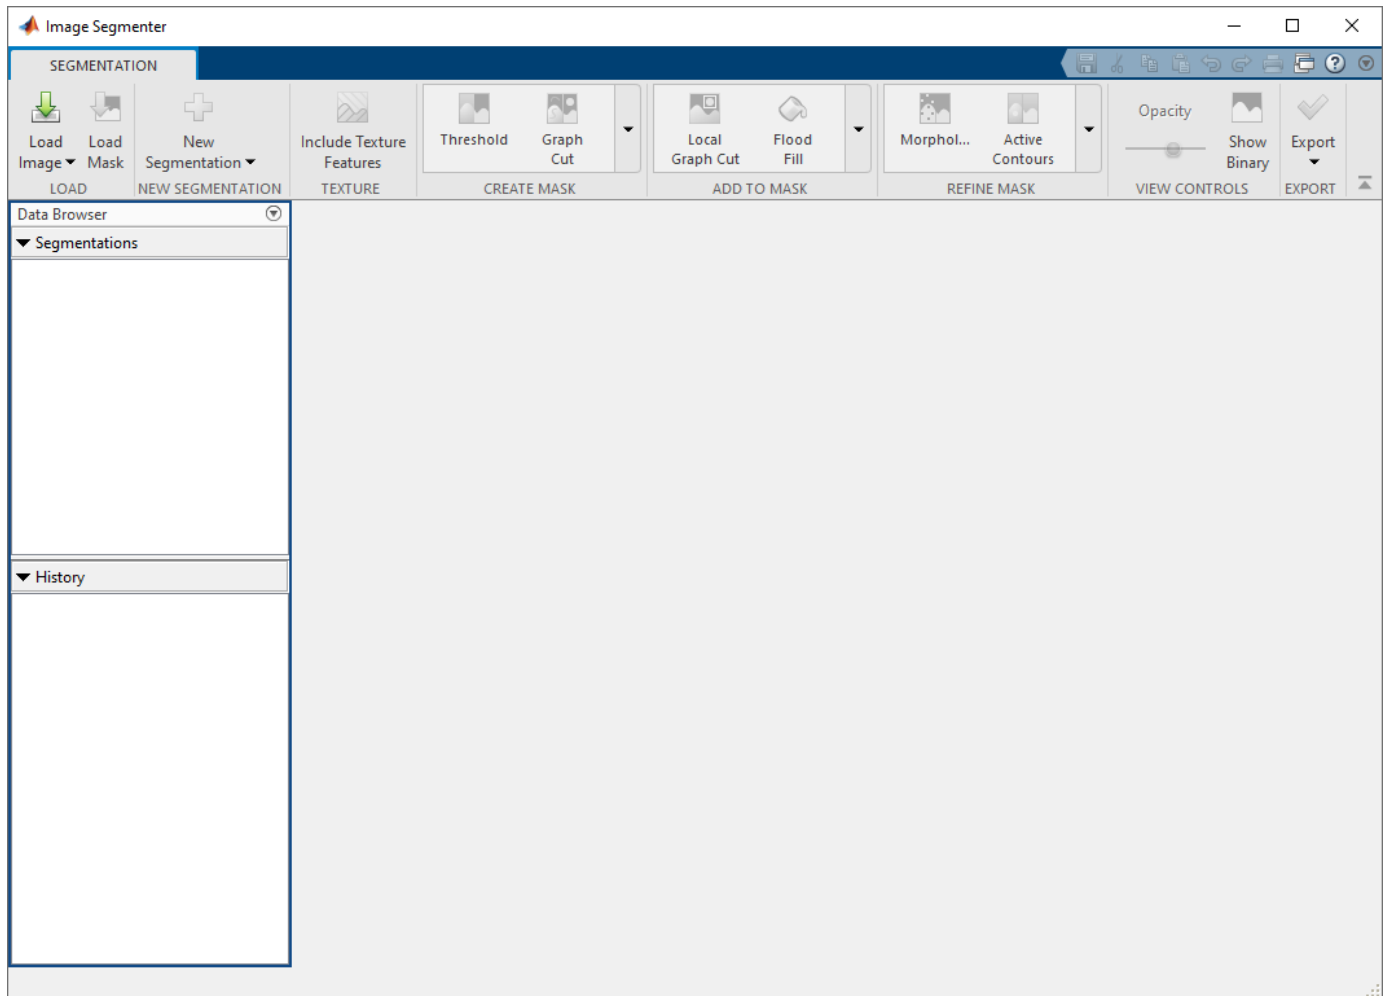 Image Segmenter
SEGMENTATION
Load Image
Load Mask
New Segmentation
Include Texture Features
Threshold
Graph Cut
Local Graph Cut
Flood Fill
Morphol...
Active Contours
Opacity
Show Binary
Export
LOAD
NEW SEGMENTATION
TEXTURE
CREATE MASK
ADD TO MASK
REFINE MASK
VIEW CONTROLS
EXPORT
Data Browser
Segmentations
History